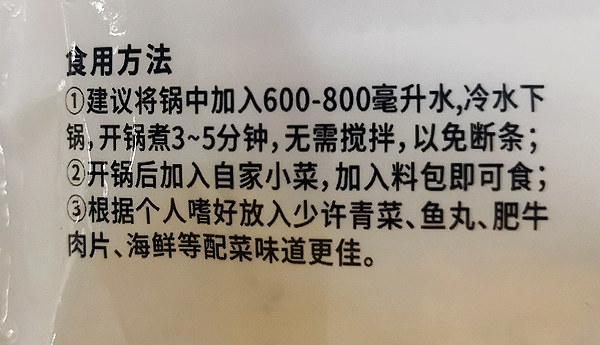 食用方法
①建议将锅中加入600-800毫升水,冷水下
锅,开锅煮3~5分钟,无需搅拌,以免断条;
②开锅后加入自家小菜,加入料包即可食;
③根据个人嗜好放入少许青菜、鱼丸、肥牛
肉片、海鲜等配菜味道更佳。